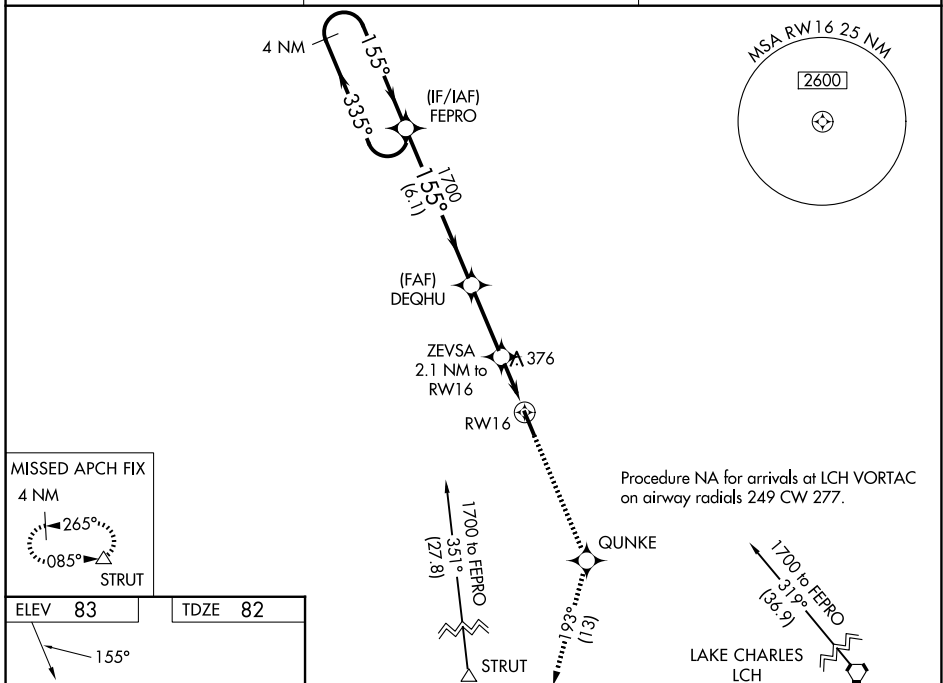 4 NM
155°
335°
(IF/IAF)
FEPRO
MSA RW16 25 NM
2600
1700
155°
(6.1)
(FAF)
DEQHU
ZEVSA
2.1 NM to
RW16
376
RW16
MISSED APCH FIX
4 NM
265°
085°
STRUT
Procedure NA for arrivals at LCH VORTAC
on airway radials 249 CW 277.
QUNKE
193°
(13)
1700 to FEPRO
351°
(27.8)
STRUT
1700 to FEPRO
319°
(36.9)
LAKE CHARLES
LCH
ELEV 83
TDZE 82
155°